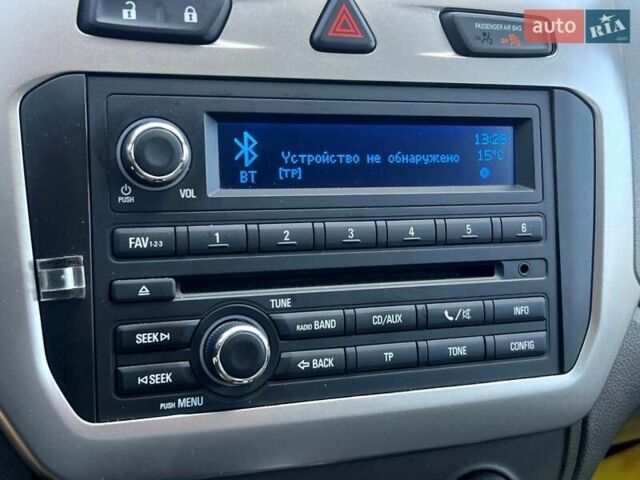 PASSENGER AIR BAG
auto RIA
.com
13:29
Устройство не обнаружено 15°C
BT [TP]
PUSH VOL
FAV 1-2-3 1 2 3 4 5 6
TUNE
RADIO BAND CD/AUX INFO
SEEK
BACK TP TONE CONFIG
SEEK
PUSH MENU